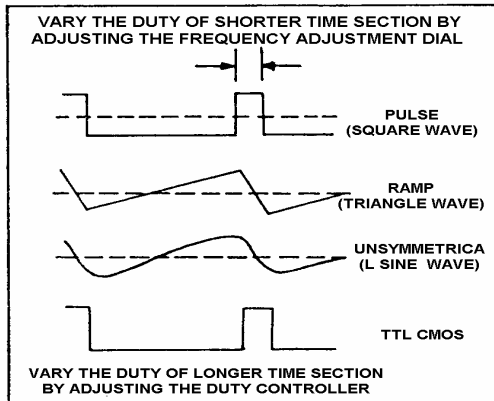 VARY THE DUTY OF SHORTER TIME SECTION BY
ADJUSTING THE FREQUENCY ADJUSTMENT DIAL
PULSE
(SQUARE WAVE)
RAMP
(TRIANGLE WAVE)
UNSYMMETRICA
(L SINE WAVE)
TTL CMOS
VARY THE DUTY OF LONGER TIME SECTION
BY ADJUSTING THE DUTY CONTROLLER